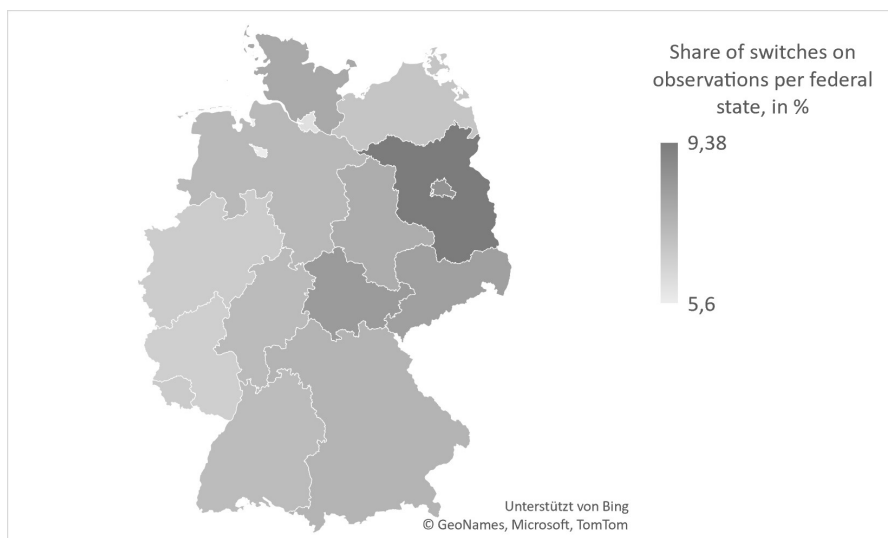 Share of switches on
observations per federal
state, in %
9,38
5,6
Unterstützt von Bing
© GeoNames, Microsoft, TomTom